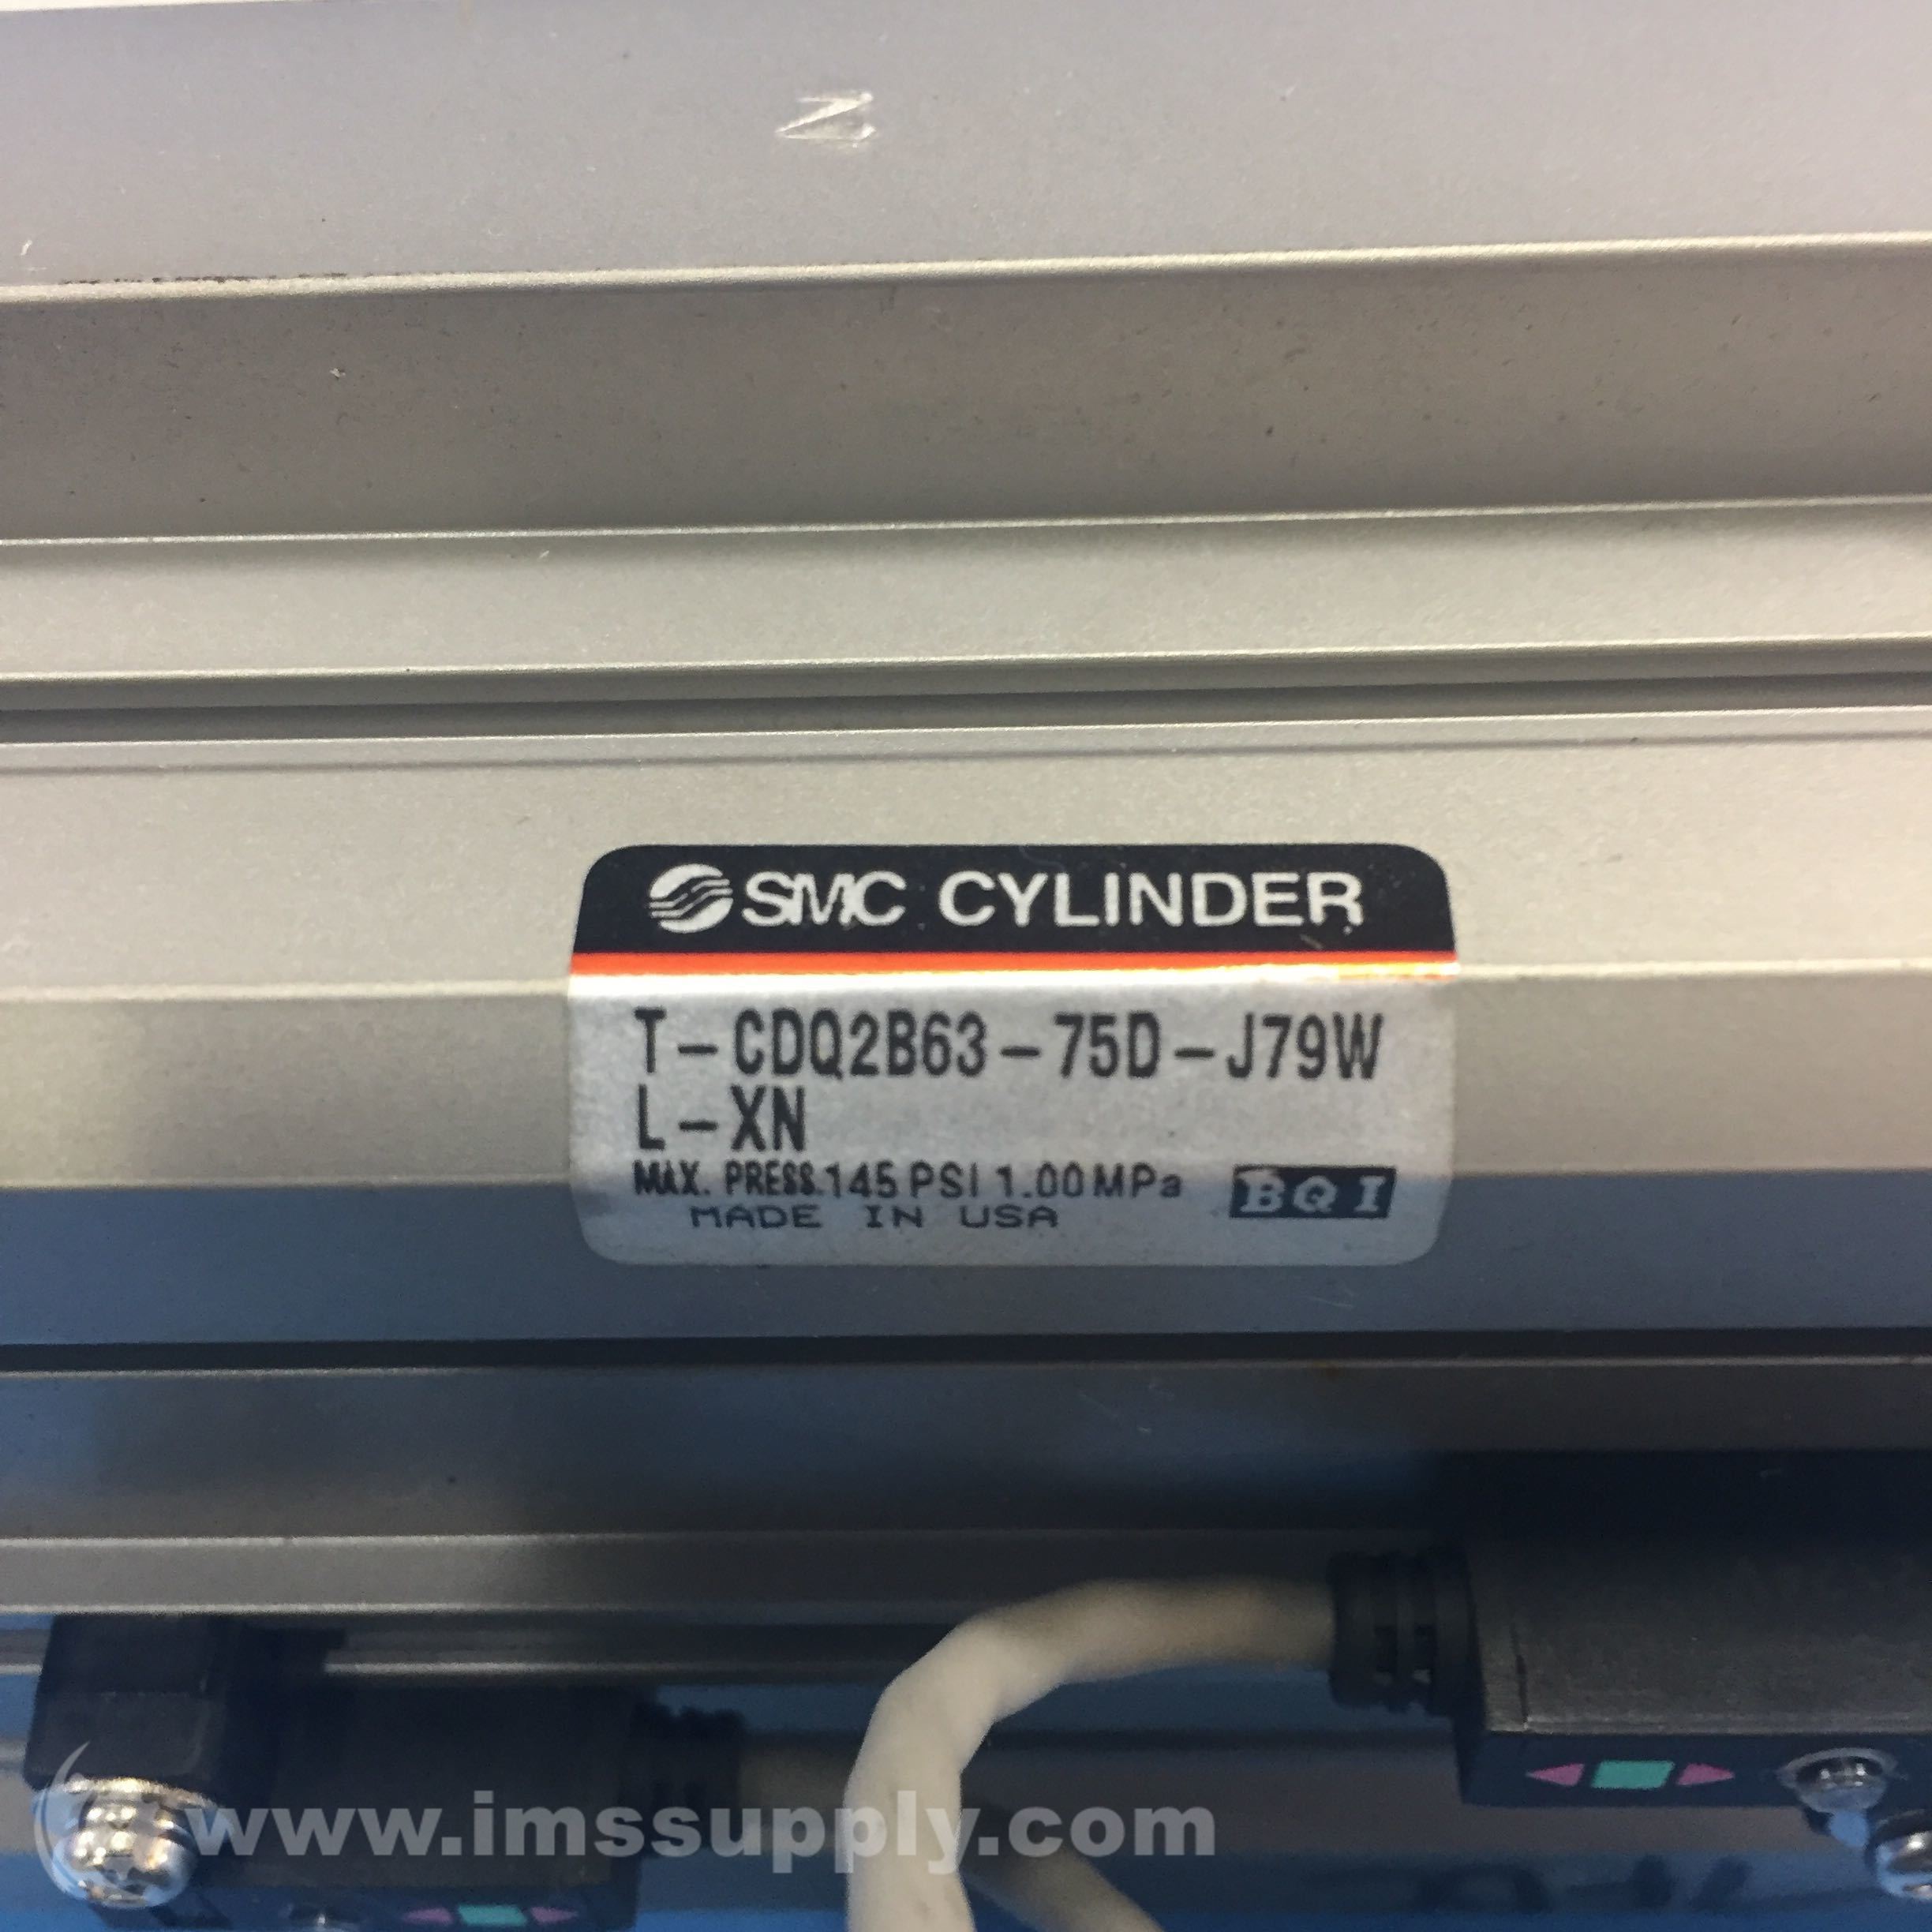 SMC CYLINDER
T-CDQ2B63-75D-J79W
L-XN
MAX. PRESS.145 PSI 1.00 MPa
MADE IN USA
BQI
www.imssupply.com